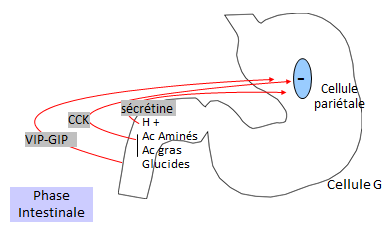 sécrétine
H +
CCK
Ac Aminés
VIP-GIP
Ac gras
Glucides
-
Cellule
pariétale
Cellule G
Phase
Intestinale